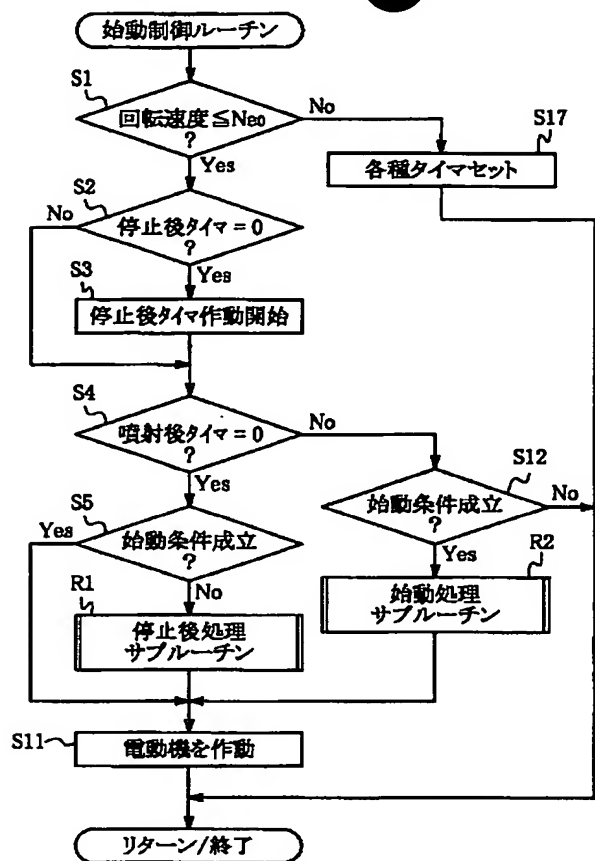 始動制御ルーチン
S1
回転速度≦Neo
?
No
Yes
S17
各種タイマセット
S2
No
停止後タイマ=0
?
Yes
S3
停止後タイマ作動開始
S4
噴射後タイマ=0
?
No
Yes
S12
始動条件成立
?
No
Yes
S5
Yes
始動条件成立
?
No
R2
始動処理
サブルーチン
R1
停止後処理
サブルーチン
S11
電動機を作動
リターン/終了